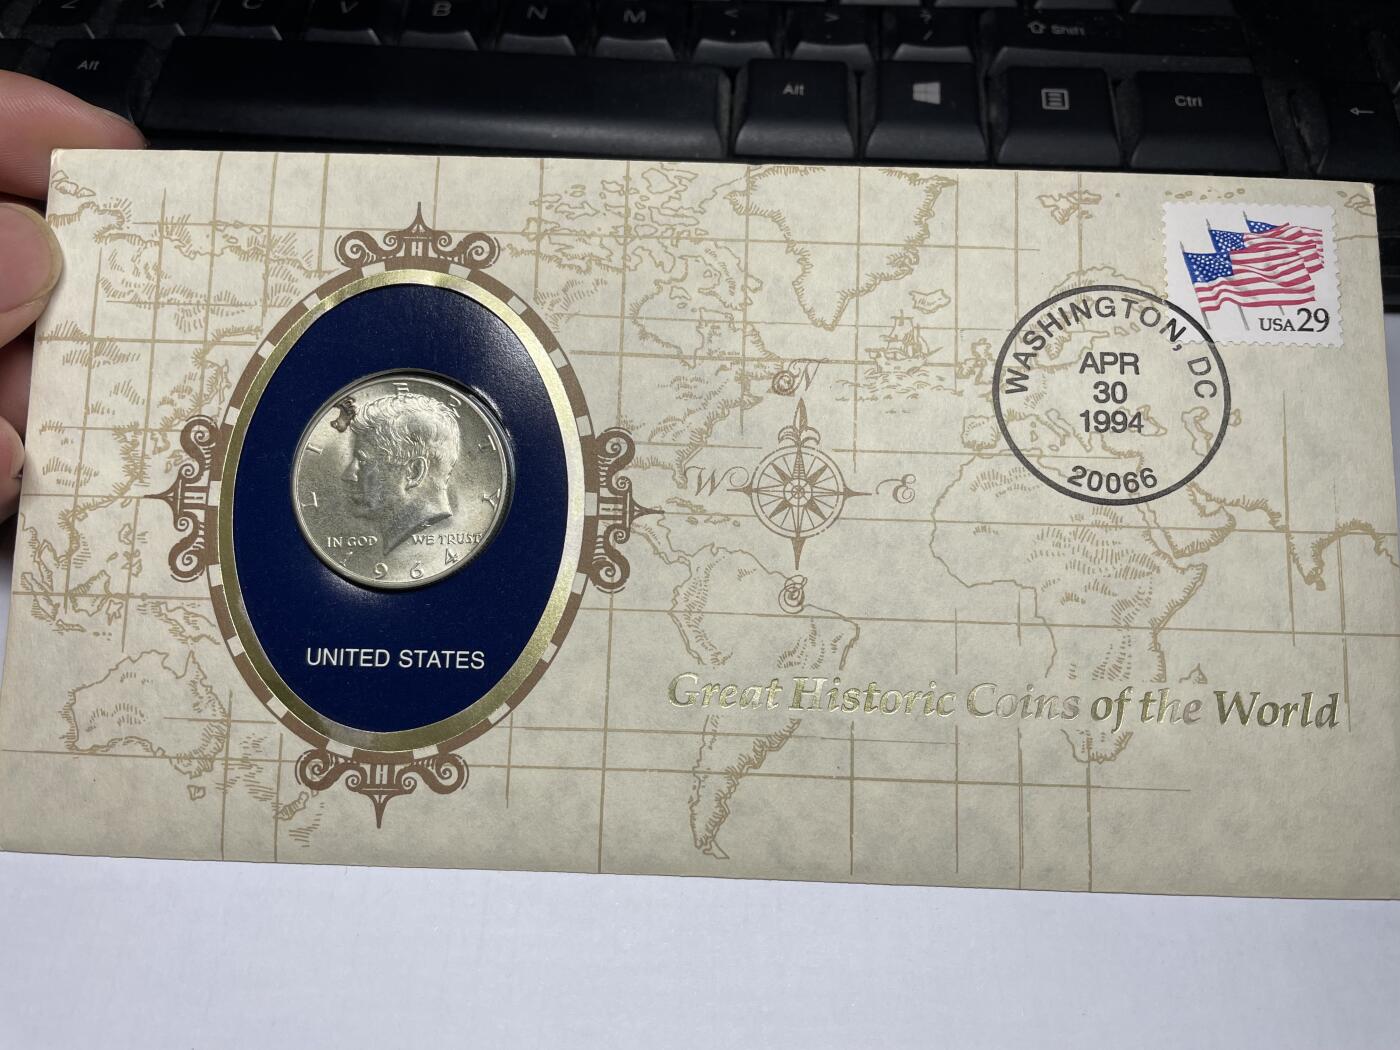 Z X C V B N M < > ?
, . /
Shift
Alt
Alt
Ctrl
USA 29
WASHINGTON, DC
APR
30
1994
20066
N
W E
S
LIBERTY
IN GOD WE TRUST
1964
UNITED STATES
Great Historic Coins of the World
H
H
H
H